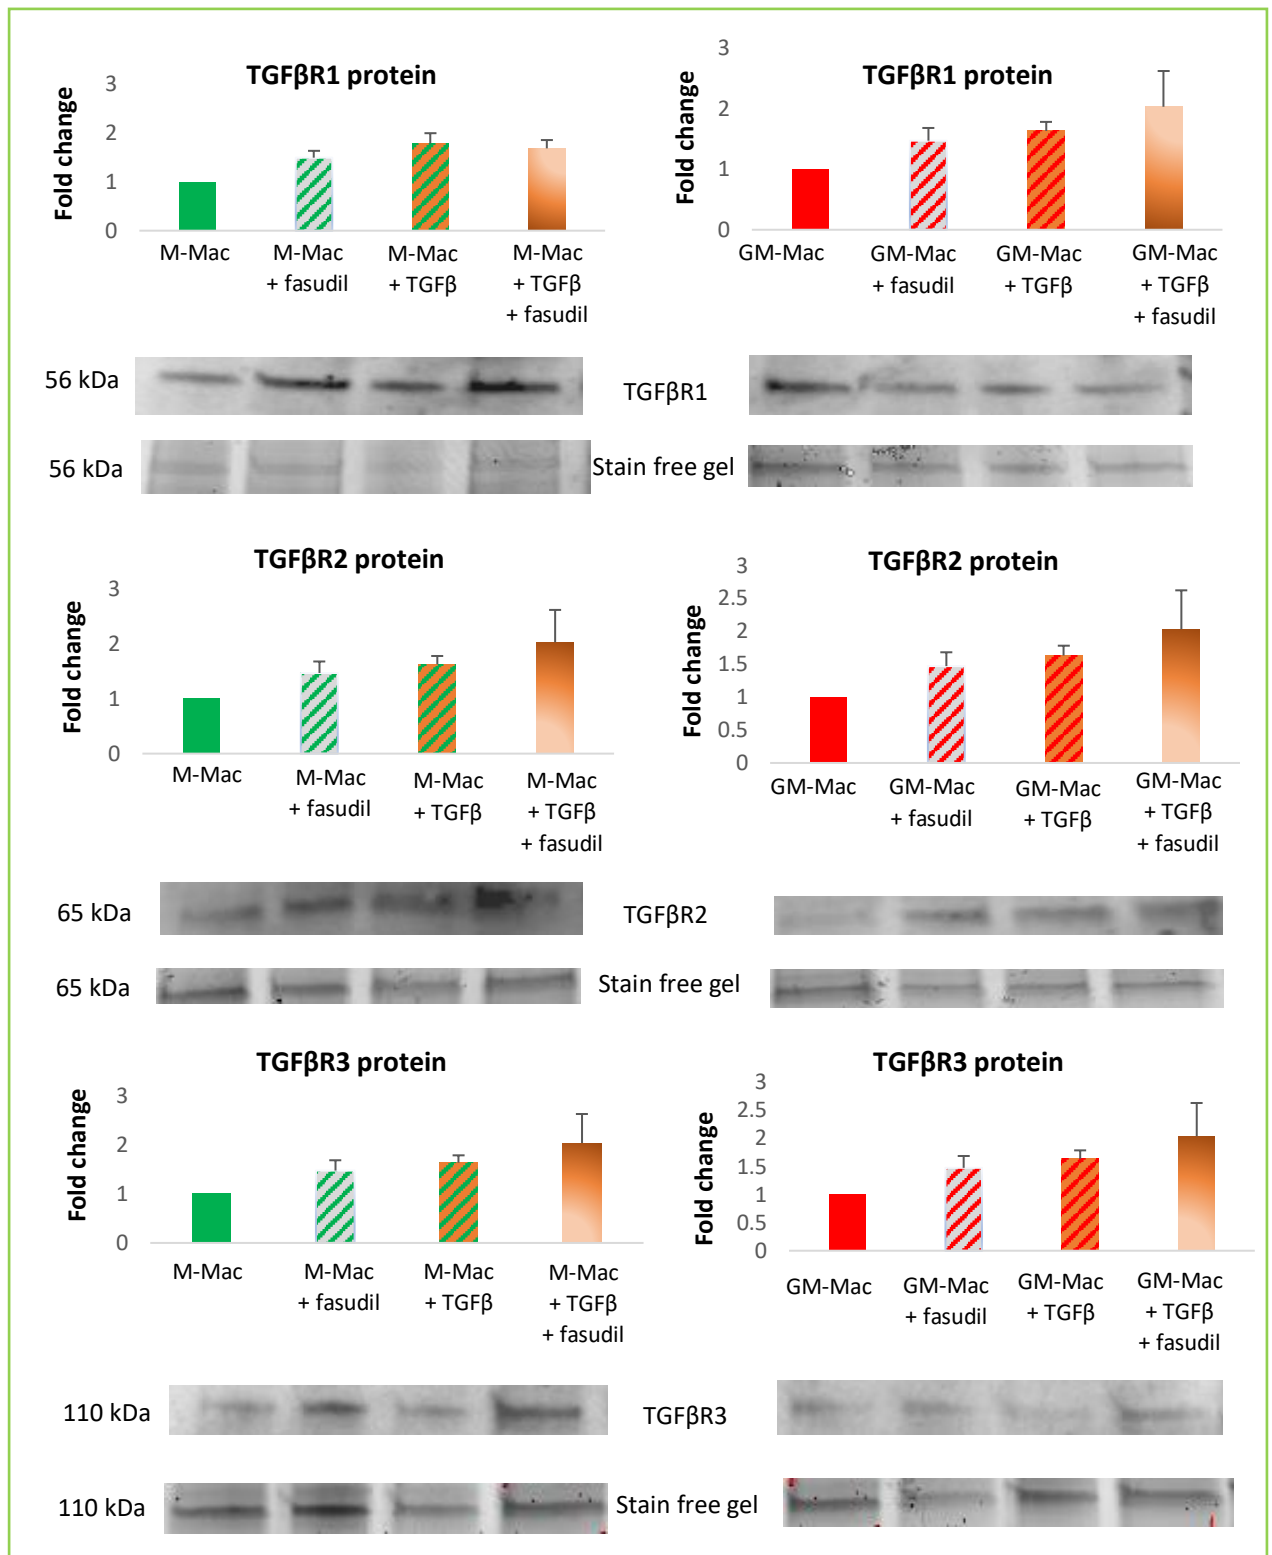 TGFβR1 protein
Fold change
3
2
1
0
M-Mac
M-Mac
+ fasudil
M-Mac
+ TGFβ
M-Mac
+ TGFβ
+ fasudil
TGFβR1 protein
Fold change
3
2
1
0
GM-Mac
GM-Mac
+ fasudil
GM-Mac
+ TGFβ
GM-Mac
+ TGFβ
+ fasudil
56 kDa
TGFβR1
56 kDa
Stain free gel
TGFβR2 protein
Fold change
3
2
1
0
M-Mac
M-Mac
+ fasudil
M-Mac
+ TGFβ
M-Mac
+ TGFβ
+ fasudil
TGFβR2 protein
Fold change
3
2.5
2
1.5
1
0.5
0
GM-Mac
GM-Mac
+ fasudil
GM-Mac
+ TGFβ
GM-Mac
+ TGFβ
+ fasudil
65 kDa
TGFβR2
65 kDa
Stain free gel
TGFβR3 protein
Fold change
3
2
1
0
M-Mac
M-Mac
+ fasudil
M-Mac
+ TGFβ
M-Mac
+ TGFβ
+ fasudil
TGFβR3 protein
Fold change
3
2.5
2
1.5
1
0.5
0
GM-Mac
GM-Mac
+ fasudil
GM-Mac
+ TGFβ
GM-Mac
+ TGFβ
+ fasudil
110 kDa
TGFβR3
110 kDa
Stain free gel